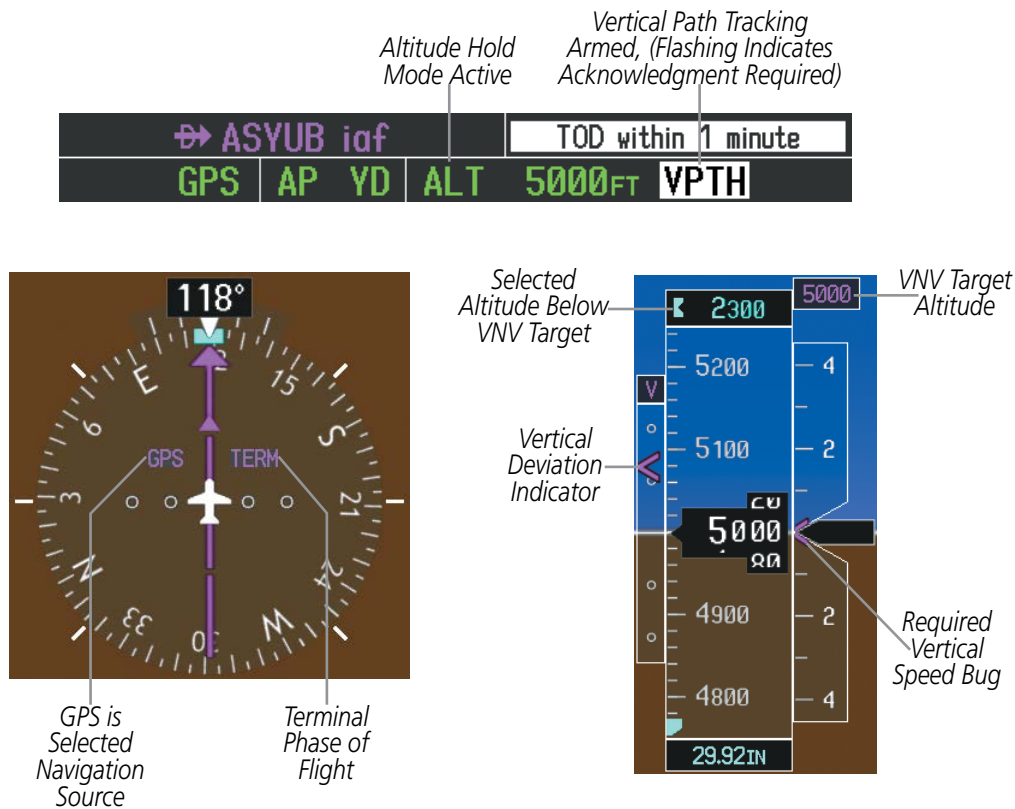 Altitude Hold
Mode Active
Vertical Path Tracking
Armed, (Flashing Indicates
Acknowledgment Required)
ASYUB iaf
TOD within 1 minute
GPS AP YD ALT 5000FT VPTH
118°
GPS TERM
E
15
S
21
24
W
30
33
N
3
6
GPS is
Selected
Navigation
Source
Terminal
Phase of
Flight
Selected
Altitude Below
VNV Target
Vertical
Deviation
Indicator
2300
5000
V
5200
5100
5000
80
4900
4800
29.92IN
4
2
2
4
VNV Target
Altitude
Required
Vertical
Speed Bug